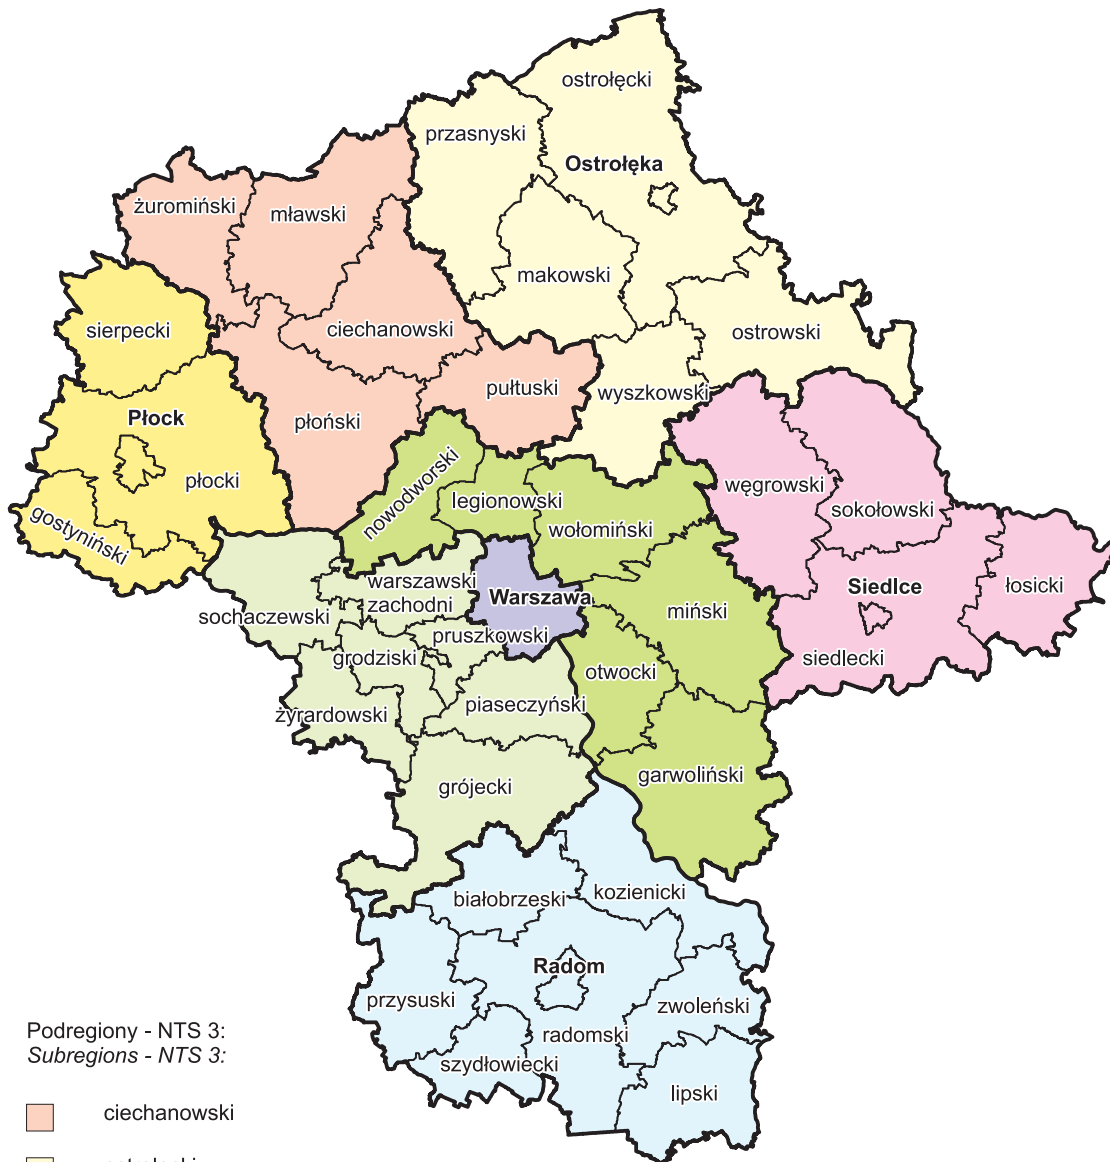 ostrołęcki
przasnyski
Ostrołęka
żuromiński
mławski
makowski
sierpecki
ciechanowski
ostrowski
pułtuski
wyszkowski
Płock
płoński
płocki
nowodworski
legionowski
węgrowski
sokołowski
gostyniński
wołomiński
warszawski
zachodni
Warszawa
Siedlce
łosicki
sochaczewski
miński
pruszkowski
grodziski
otwocki
siedlecki
żyrardowski
piaseczyński
grójecki
garwoliński
białobrzeski
kozienicki
Radom
przysuski
zwoleński
radomski
szydłowiecki
lipski
Podregiony - NTS 3:
Subregions - NTS 3:
ciechanowski